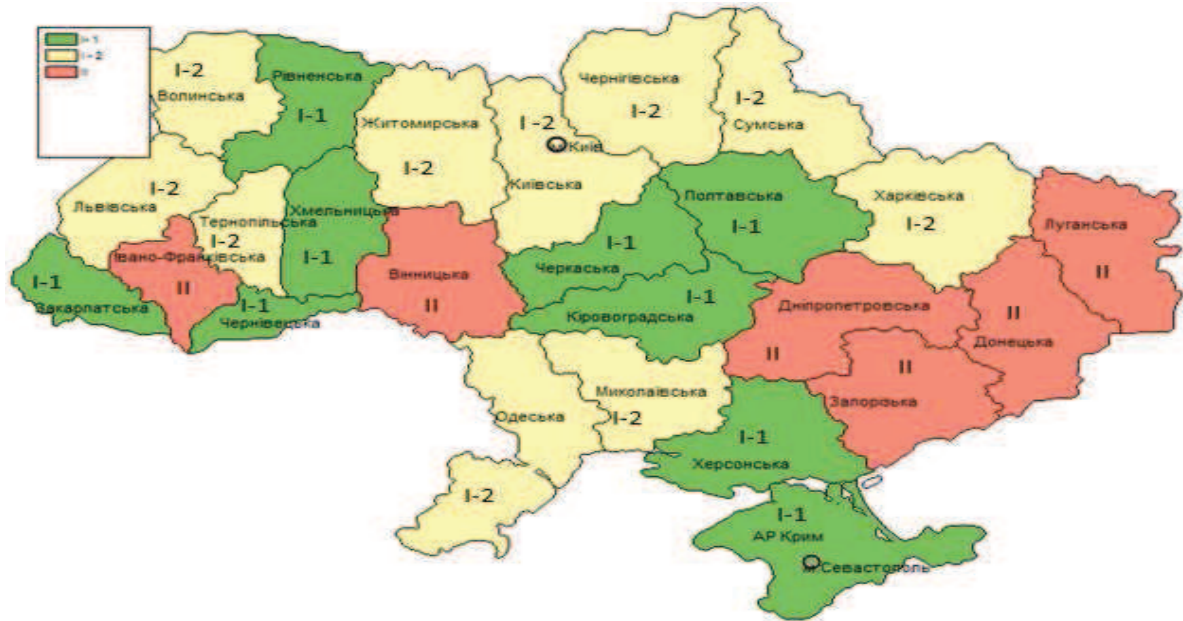 I-1
I-2
II
I-2
Волинська
Рівненська
I-1
Житомирська
I-2
I-2
Київ
Київська
Чернігівська
I-2
I-2
Сумська
I-2
Львівська
Тернопільська
I-2
Хмельницька
I-1
Івано-Франківська
II
I-1
Закарпатська
I-1
Чернівецька
Вінницька
II
I-1
Черкаська
Полтавська
I-1
Харківська
I-2
Луганська
II
I-1
Кіровоградська
Дніпропетровська
II
II
Донецька
II
Запорізька
Миколаївська
I-2
Одеська
I-2
I-1
Херсонська
I-1
АР Крим
м.Севастополь